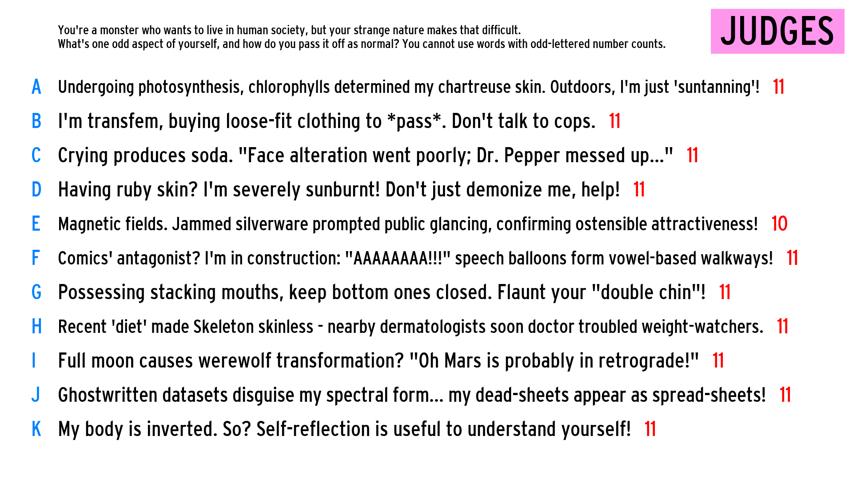 You're a monster who wants to live in human society, but your strange nature makes that difficult.
What's one odd aspect of yourself, and how do you pass it off as normal? You cannot use words with odd-lettered number counts.
JUDGES
A Undergoing photosynthesis, chlorophylls determined my chartreuse skin. Outdoors, I'm just 'suntanning'! 11
B I'm transfem, buying loose-fit clothing to *pass*. Don't talk to cops. 11
C Crying produces soda. "Face alteration went poorly; Dr. Pepper messed up..." 11
D Having ruby skin? I'm severely sunburnt! Don't just demonize me, help! 11
E Magnetic fields. Jammed silverware prompted public glancing, confirming ostensible attractiveness! 10
F Comics' antagonist? I'm in construction: "AAAAAAAA!!!" speech balloons form vowel-based walkways! 11
G Possessing stacking mouths, keep bottom ones closed. Flaunt your "double chin"! 11
H Recent 'diet' made Skeleton skinless - nearby dermatologists soon doctor troubled weight-watchers. 11
I Full moon causes werewolf transformation? "Oh Mars is probably in retrograde!" 11
J Ghostwritten datasets disguise my spectral form... my dead-sheets appear as spread-sheets! 11
K My body is inverted. So? Self-reflection is useful to understand yourself! 11